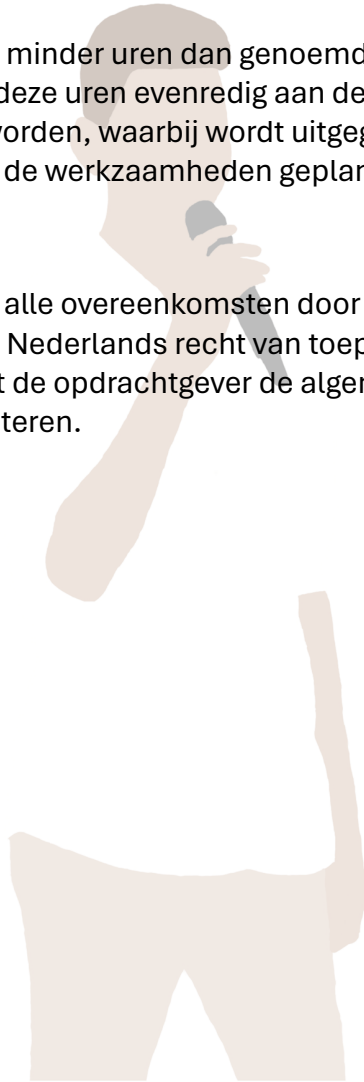 minder uren dan genoemd
deze uren evenredig aan de
worden, waarbij wordt uitgeg
de werkzaamheden geplan
alle overeenkomsten door
Nederlands recht van toep
t de opdrachtgever de alger
teren.